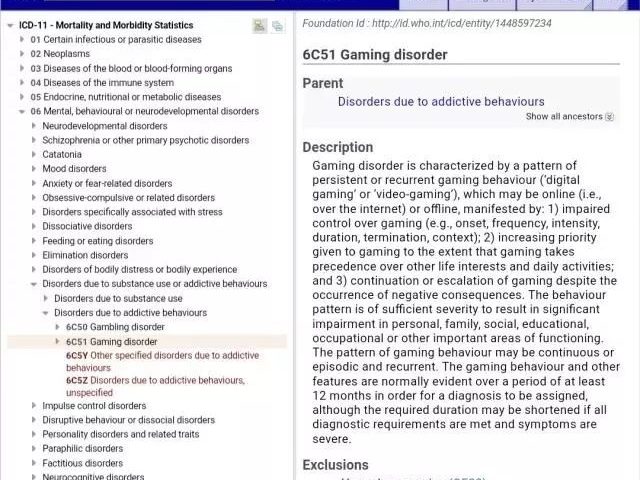 ICD-11 - Mortality and Morbidity Statistics
01 Certain infectious or parasitic diseases
02 Neoplasms
03 Diseases of the blood or blood-forming organs
04 Diseases of the immune system
05 Endocrine, nutritional or metabolic diseases
06 Mental, behavioural or neurodevelopmental disorders
Neurodevelopmental disorders
Schizophrenia or other primary psychotic disorders
Catatonia
Mood disorders
Anxiety or fear-related disorders
Obsessive-compulsive or related disorders
Disorders specifically associated with stress
Dissociative disorders
Feeding or eating disorders
Elimination disorders
Disorders of bodily distress or bodily experience
Disorders due to substance use or addictive behaviours
Disorders due to substance use
Disorders due to addictive behaviours
6C50 Gambling disorder
6C51 Gaming disorder
6C5Y Other specified disorders due to addictive
behaviours
6C5Z Disorders due to addictive behaviours,
unspecified
Impulse control disorders
Disruptive behaviour or dissocial disorders
Personality disorders and related traits
Paraphilic disorders
Factitious disorders
Neurocognitive disorders
Foundation Id : http://id.who.int/icd/entity/1448597234
6C51 Gaming disorder
Parent
Disorders due to addictive behaviours
Show all ancestors
Description
Gaming disorder is characterized by a pattern of
persistent or recurrent gaming behaviour (‘digital
gaming’ or ‘video-gaming’), which may be online (i.e.,
over the internet) or offline, manifested by: 1) impaired
control over gaming (e.g., onset, frequency, intensity,
duration, termination, context); 2) increasing priority
given to gaming to the extent that gaming takes
precedence over other life interests and daily activities;
and 3) continuation or escalation of gaming despite the
occurrence of negative consequences. The behaviour
pattern is of sufficient severity to result in significant
impairment in personal, family, social, educational,
occupational or other important areas of functioning.
The pattern of gaming behaviour may be continuous or
episodic and recurrent. The gaming behaviour and other
features are normally evident over a period of at least
12 months in order for a diagnosis to be assigned,
although the required duration may be shortened if all
diagnostic requirements are met and symptoms are
severe.
Exclusions